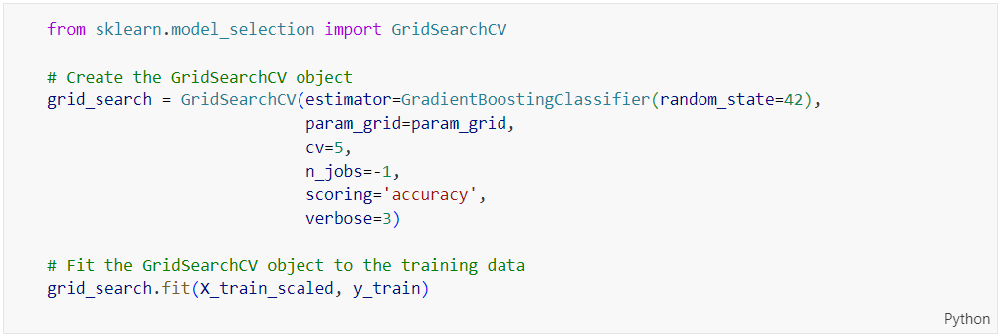 from sklearn.model_selection import GridSearchCV
# Create the GridSearchCV object
grid_search = GridSearchCV(estimator=GradientBoostingClassifier(random_state=42),
param_grid=param_grid,
cv=5,
n_jobs=-1,
scoring='accuracy',
verbose=3)
# Fit the GridSearchCV object to the training data
grid_search.fit(X_train_scaled, y_train)
Python